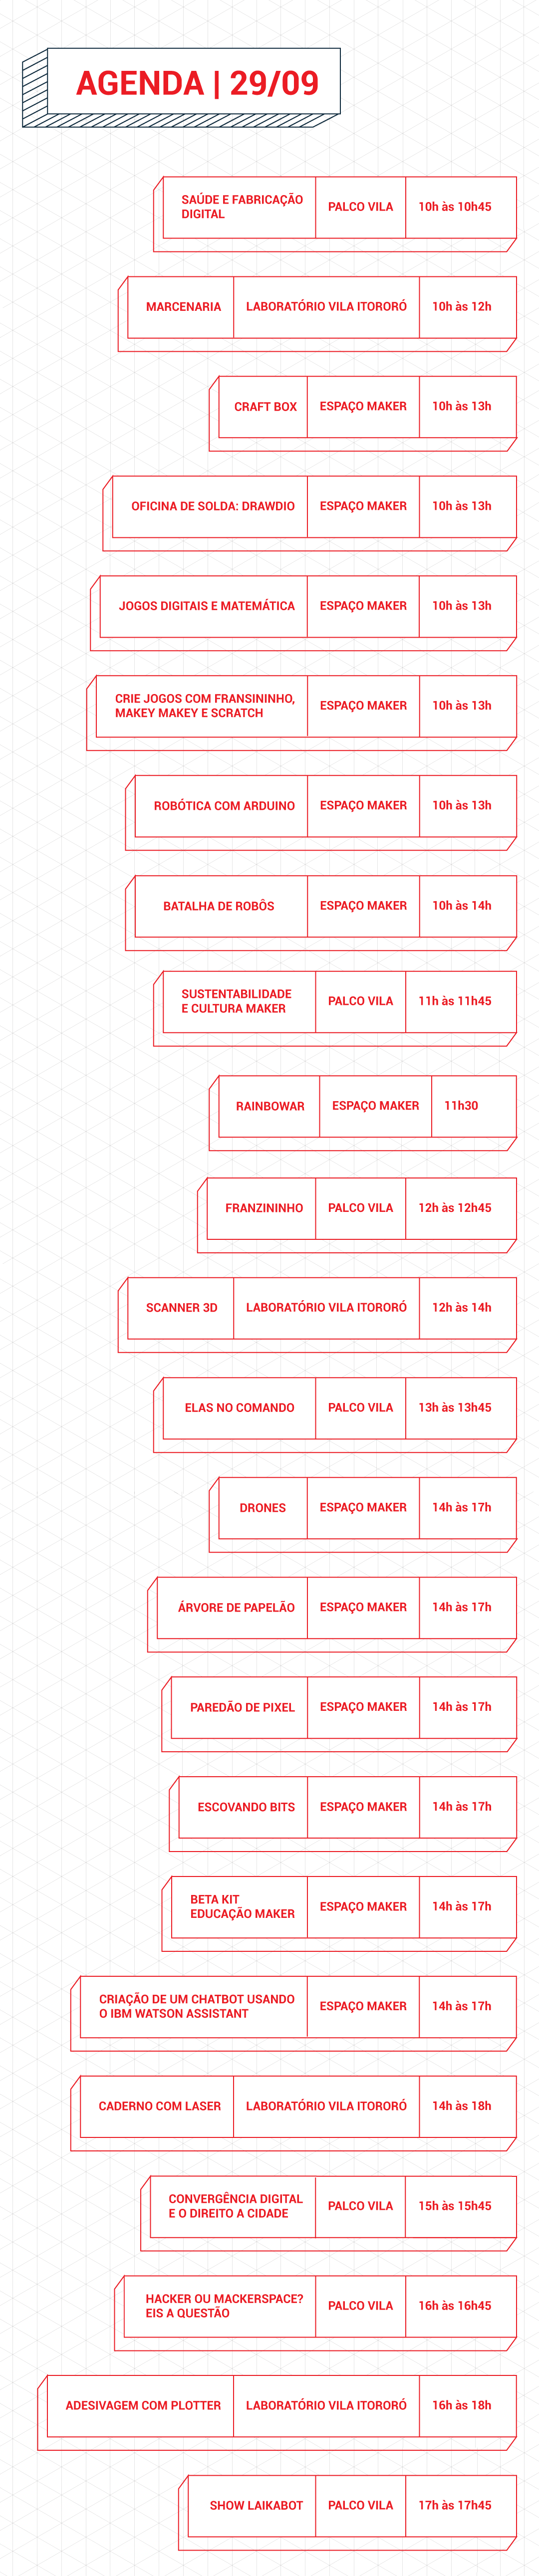 AGENDA | 29/09
SAÚDE E FABRICAÇÃO
DIGITAL
PALCO VILA
10h às 10h45
MARCENARIA
LABORATÓRIO VILA ITORORÓ
10h às 12h
CRAFT BOX
ESPAÇO MAKER
10h às 13h
OFICINA DE SOLDA: DRAWDIO
ESPAÇO MAKER
10h às 13h
JOGOS DIGITAIS E MATEMÁTICA
ESPAÇO MAKER
10h às 13h
CRIE JOGOS COM FRANSININHO,
MAKEY MAKEY E SCRATCH
ESPAÇO MAKER
10h às 13h
ROBÓTICA COM ARDUINO
ESPAÇO MAKER
10h às 13h
BATALHA DE ROBÔS
ESPAÇO MAKER
10h às 14h
SUSTENTABILIDADE
E CULTURA MAKER
PALCO VILA
11h às 11h45
RAINBOWAR
ESPAÇO MAKER
11h30
FRANZININHO
PALCO VILA
12h às 12h45
SCANNER 3D
LABORATÓRIO VILA ITORORÓ
12h às 14h
ELAS NO COMANDO
PALCO VILA
13h às 13h45
DRONES
ESPAÇO MAKER
14h às 17h
ÁRVORE DE PAPELÃO
ESPAÇO MAKER
14h às 17h
PAREDÃO DE PIXEL
ESPAÇO MAKER
14h às 17h
ESCOVANDO BITS
ESPAÇO MAKER
14h às 17h
BETA KIT
EDUCAÇÃO MAKER
ESPAÇO MAKER
14h às 17h
CRIAÇÃO DE UM CHATBOT USANDO
O IBM WATSON ASSISTANT
ESPAÇO MAKER
14h às 17h
CADERNO COM LASER
LABORATÓRIO VILA ITORORÓ
14h às 18h
CONVERGÊNCIA DIGITAL
E O DIREITO A CIDADE
PALCO VILA
15h às 15h45
HACKER OU MACKERSPACE?
EIS A QUESTÃO
PALCO VILA
16h às 16h45
ADESIVAGEM COM PLOTTER
LABORATÓRIO VILA ITORORÓ
16h às 18h
SHOW LAIKABOT
PALCO VILA
17h às 17h45